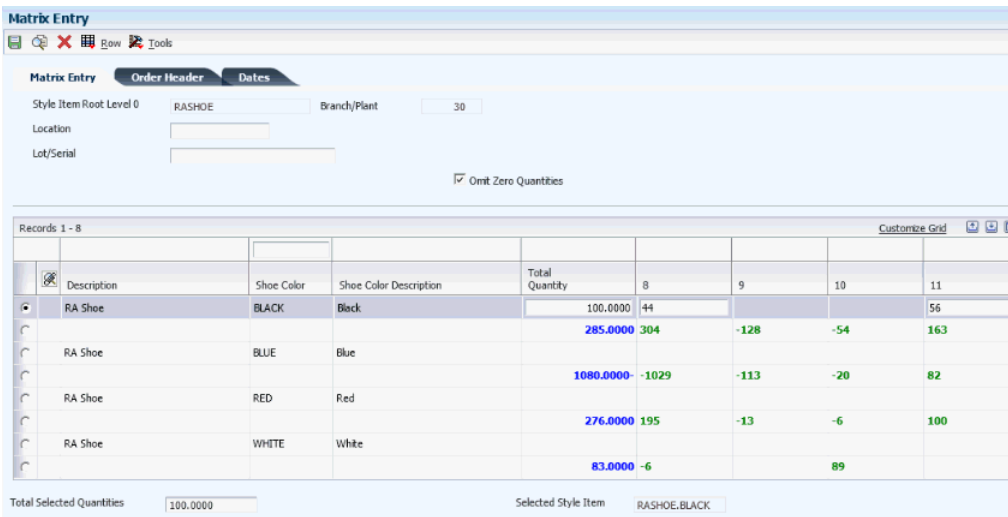 Matrix Entry
Row Tools
Matrix Entry Order Header Dates
Style Item Root Level 0 RASHOE Branch/Plant 30
Location
Lot/Serial
Omit Zero Quantities
Records 1 - 8 Customize Grid
Description Shoe Color Shoe Color Description Total Quantity 8 9 10 11
RA Shoe BLACK Black 100.0000 44 56
285.0000 304 -128 -54 163
RA Shoe BLUE Blue
1080.0000- -1029 -113 -20 82
RA Shoe RED Red
276.0000 195 -13 -6 100
RA Shoe WHITE White
83.0000 -6 89
Total Selected Quantities 100.0000 Selected Style Item RASHOE.BLACK